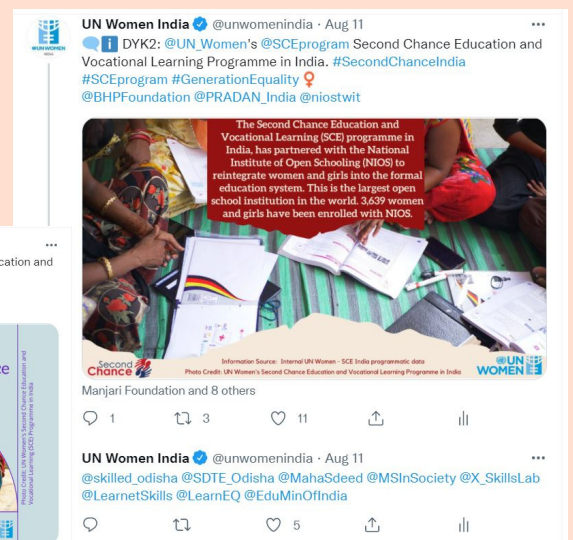 UN WOMEN
UN Women India @unwomenindia · Aug 11
DYK2: @UN_Women's @SCEprogram Second Chance Education and
Vocational Learning Programme in India. #SecondChanceIndia
#SCEprogram #GenerationEquality
@BHPFoundation @PRADAN_India @niostwit
The Second Chance Education and
Vocational Learning (SCE) programme in
India, has partnered with the National
Institute of Open Schooling (NIOS) to
reintegrate women and girls into the formal
education system. This is the largest open
school institution in the world. 3,639 women
and girls have been enrolled with NIOS.
Second
Chance
Information Source: Internal UN Women - SCE India programmatic data
Photo Credit: UN Women's Second Chance Education and Vocational Learning Programme in India
UN
WOMEN
Manjari Foundation and 8 others
1 3 11
UN Women India @unwomenindia · Aug 11
@skilled_odisha @SDTE_Odisha @MahaSdeed @MSInSociety @X_SkillsLab
@LearnetSkills @LearnEQ @EduMinOfIndia
5
cation and
ce
Photo Credit: UN Women's Second Chance Education and
Vocational Learning (SCE) Programme in India